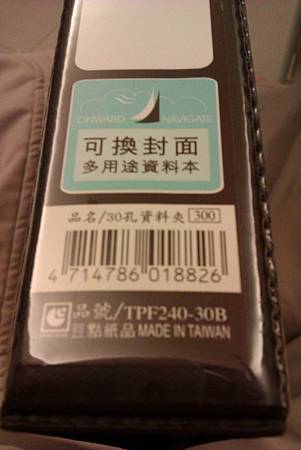 ONWARD NAVIGATE
可換封面
多用途資料本
品名/30孔資料夾 300
4 714786 018826
品號/TPF240-30B
豆點紙品 MADE IN TAIWAN